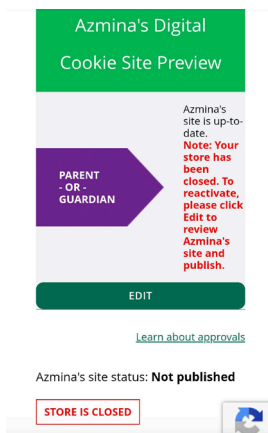 Azmina's Digital
Cookie Site Preview
Azmina's
site is up-to-
date.
Note: Your
store has
been
closed. To
reactivate,
please click
Edit to
review
Azmina's
site and
publish.
PARENT
- OR -
GUARDIAN
EDIT
Learn about approvals
Azmina's site status: Not published
STORE IS CLOSED